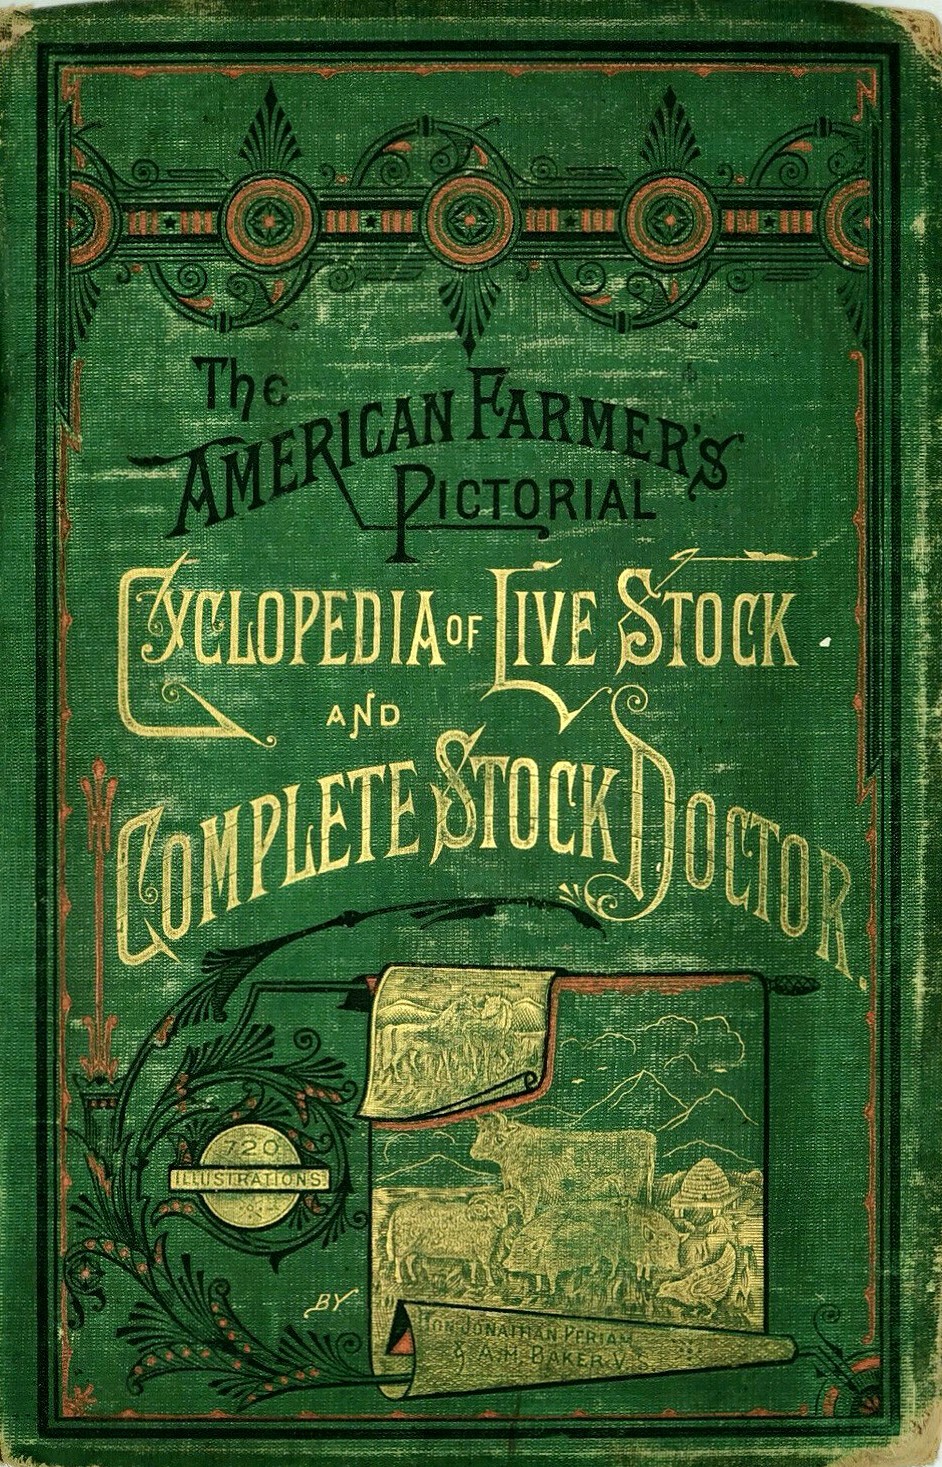 The
AMERICAN FARMER'S
PICTORIAL
CYCLOPEDIA OF LIVE STOCK
AND
COMPLETE STOCK DOCTOR.
720
ILLUSTRATIONS.
BY
HON. JONATHAN PERIAM
& A.H. BAKER. V.S.